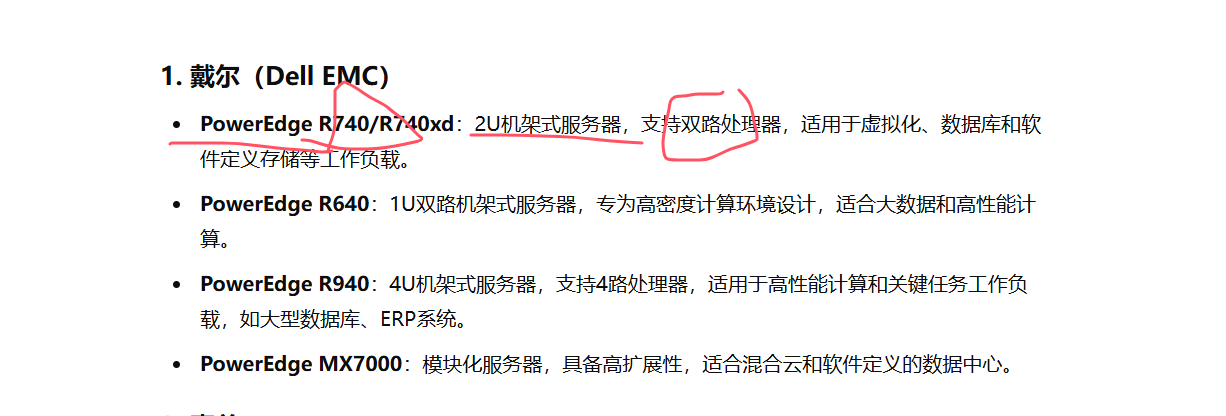 1. 戴尔（Dell EMC）
• PowerEdge R740/R740xd：2U机架式服务器，支持双路处理器，适用于虚拟化、数据库和软
件定义存储等工作负载。
• PowerEdge R640：1U双路机架式服务器，专为高密度计算环境设计，适合大数据和高性能计
算。
• PowerEdge R940：4U机架式服务器，支持4路处理器，适用于高性能计算和关键任务工作负
载，如大型数据库、ERP系统。
• PowerEdge MX7000：模块化服务器，具备高扩展性，适合混合云和软件定义的数据中心。